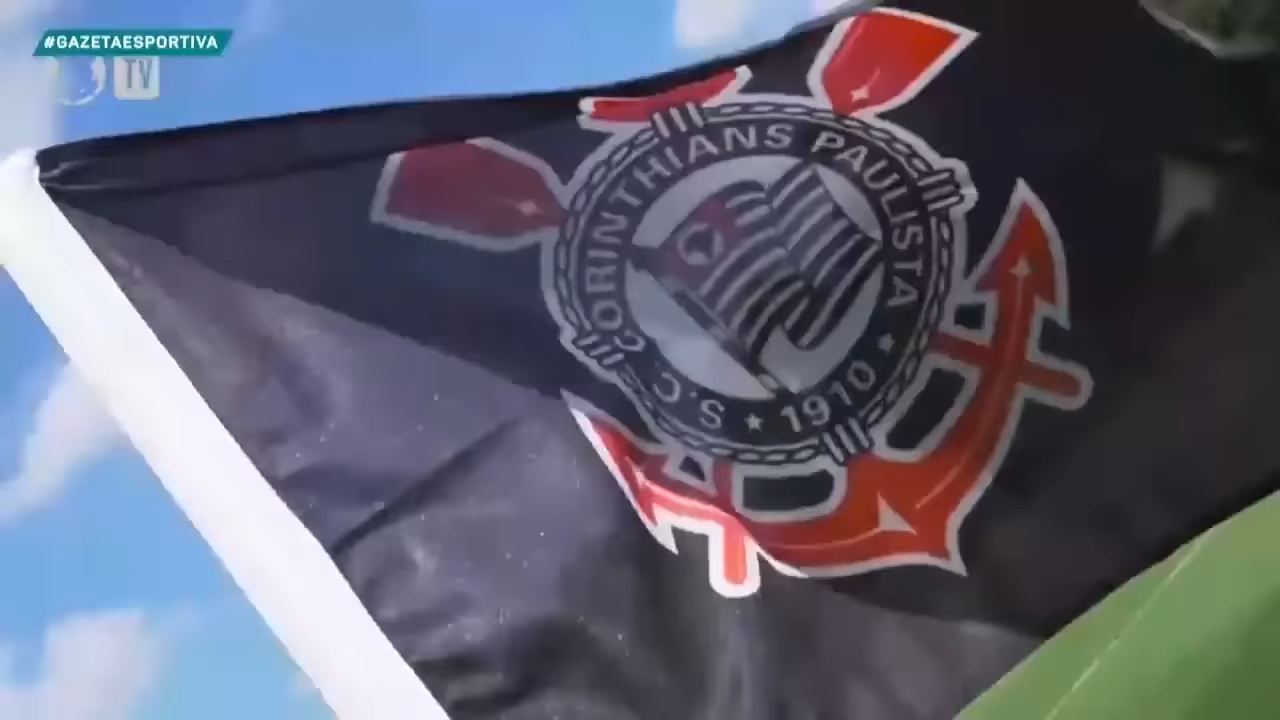 #GAZETAESPORTIVA
TV
S.C. CORINTHIANS PAULISTA ★ 1910 ★